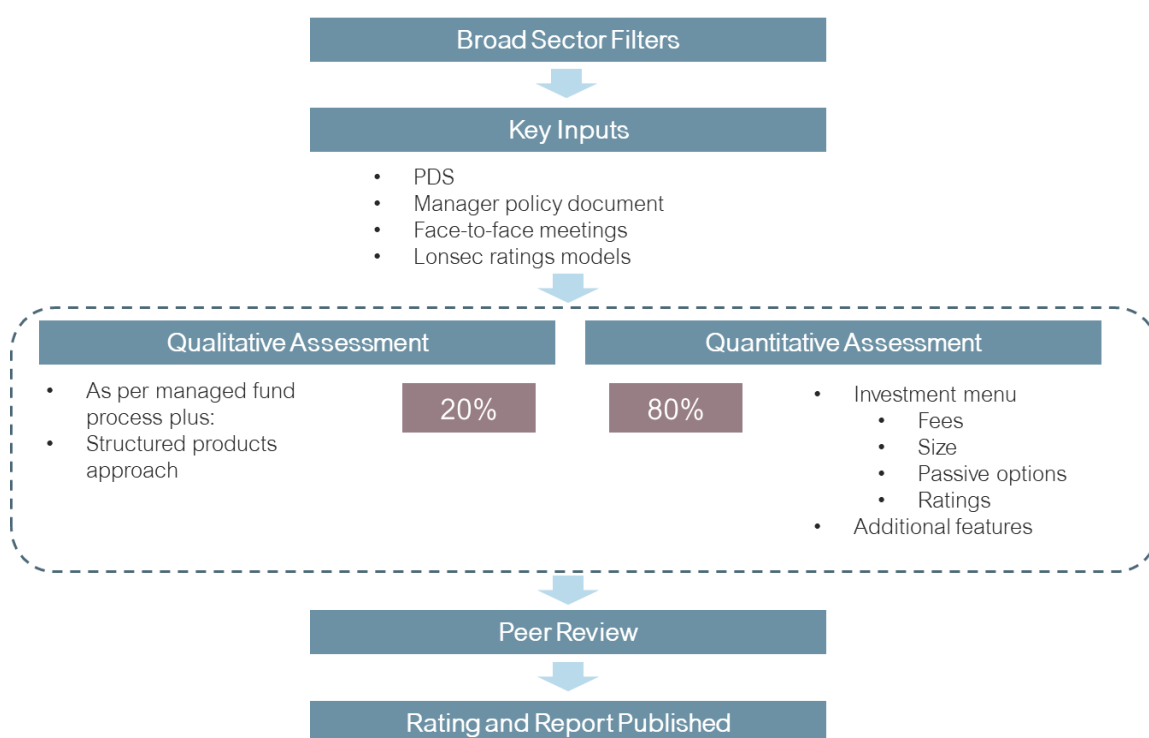 Broad Sector Filters
Key Inputs
• PDS
• Manager policy document
• Face-to-face meetings
• Lonsec ratings models
Qualitative Assessment
• As per managed fund
process plus:
• Structured products
approach
20%
Quantitative Assessment
80%
• Investment menu
• Fees
• Size
• Passive options
• Ratings
• Additional features
Peer Review
Rating and Report Published